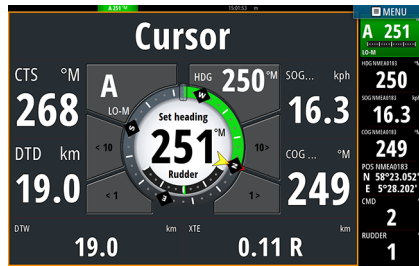 A 251°M
15:01:53 m
MENU
Cursor
CTS °M
268
DTD km
19.0
A
LO-M
HDG 250°M
< 10
< 1
10>
1>
W
S
N
E
Set heading
251°M
Rudder
SOG... kph
16.3
COG ... °M
249
DTW km
19.0
XTE km
0.11 R
A 251
LO-M
HDG NMEA0183 °M
250
SOG NMEA0183 kph
16.3
COG NMEA0183 °M
249
POS NMEA0183
N 58°23.052'
E 5°28.202'
CMD
2
RUDDER
1